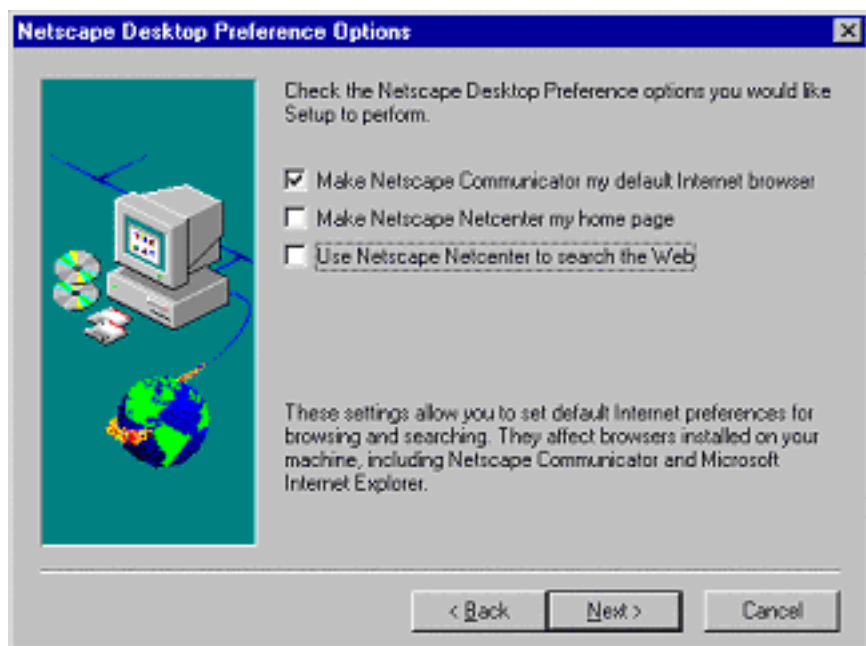 Netscape Desktop Preference Options
Check the Netscape Desktop Preference options you would like
Setup to perform.
Make Netscape Communicator my default Internet browser
Make Netscape Netcenter my home page
Use Netscape Netcenter to search the Web
These settings allow you to set default Internet preferences for
browsing and searching. They affect browsers installed on your
machine, including Netscape Communicator and Microsoft
Internet Explorer.
< Back
Next >
Cancel